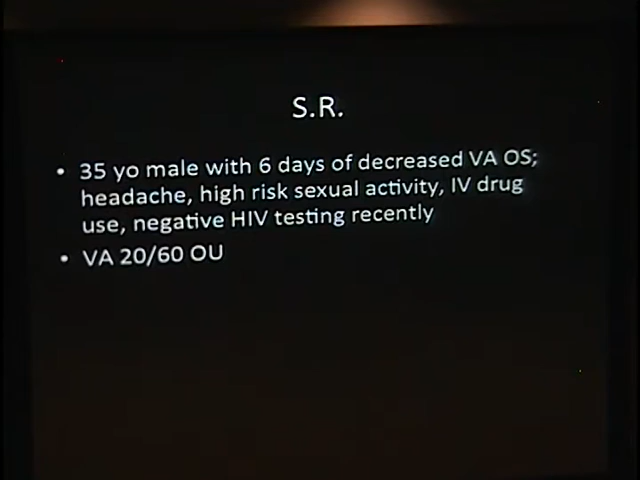 S.R.
• 35 yo male with 6 days of decreased VA OS;
headache, high risk sexual activity, IV drug
use, negative HIV testing recently
• VA 20/60 OU